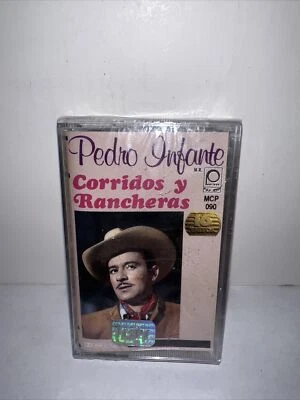 Pedro Infante
M.R.
Corridos y
Rancheras
MCP
090